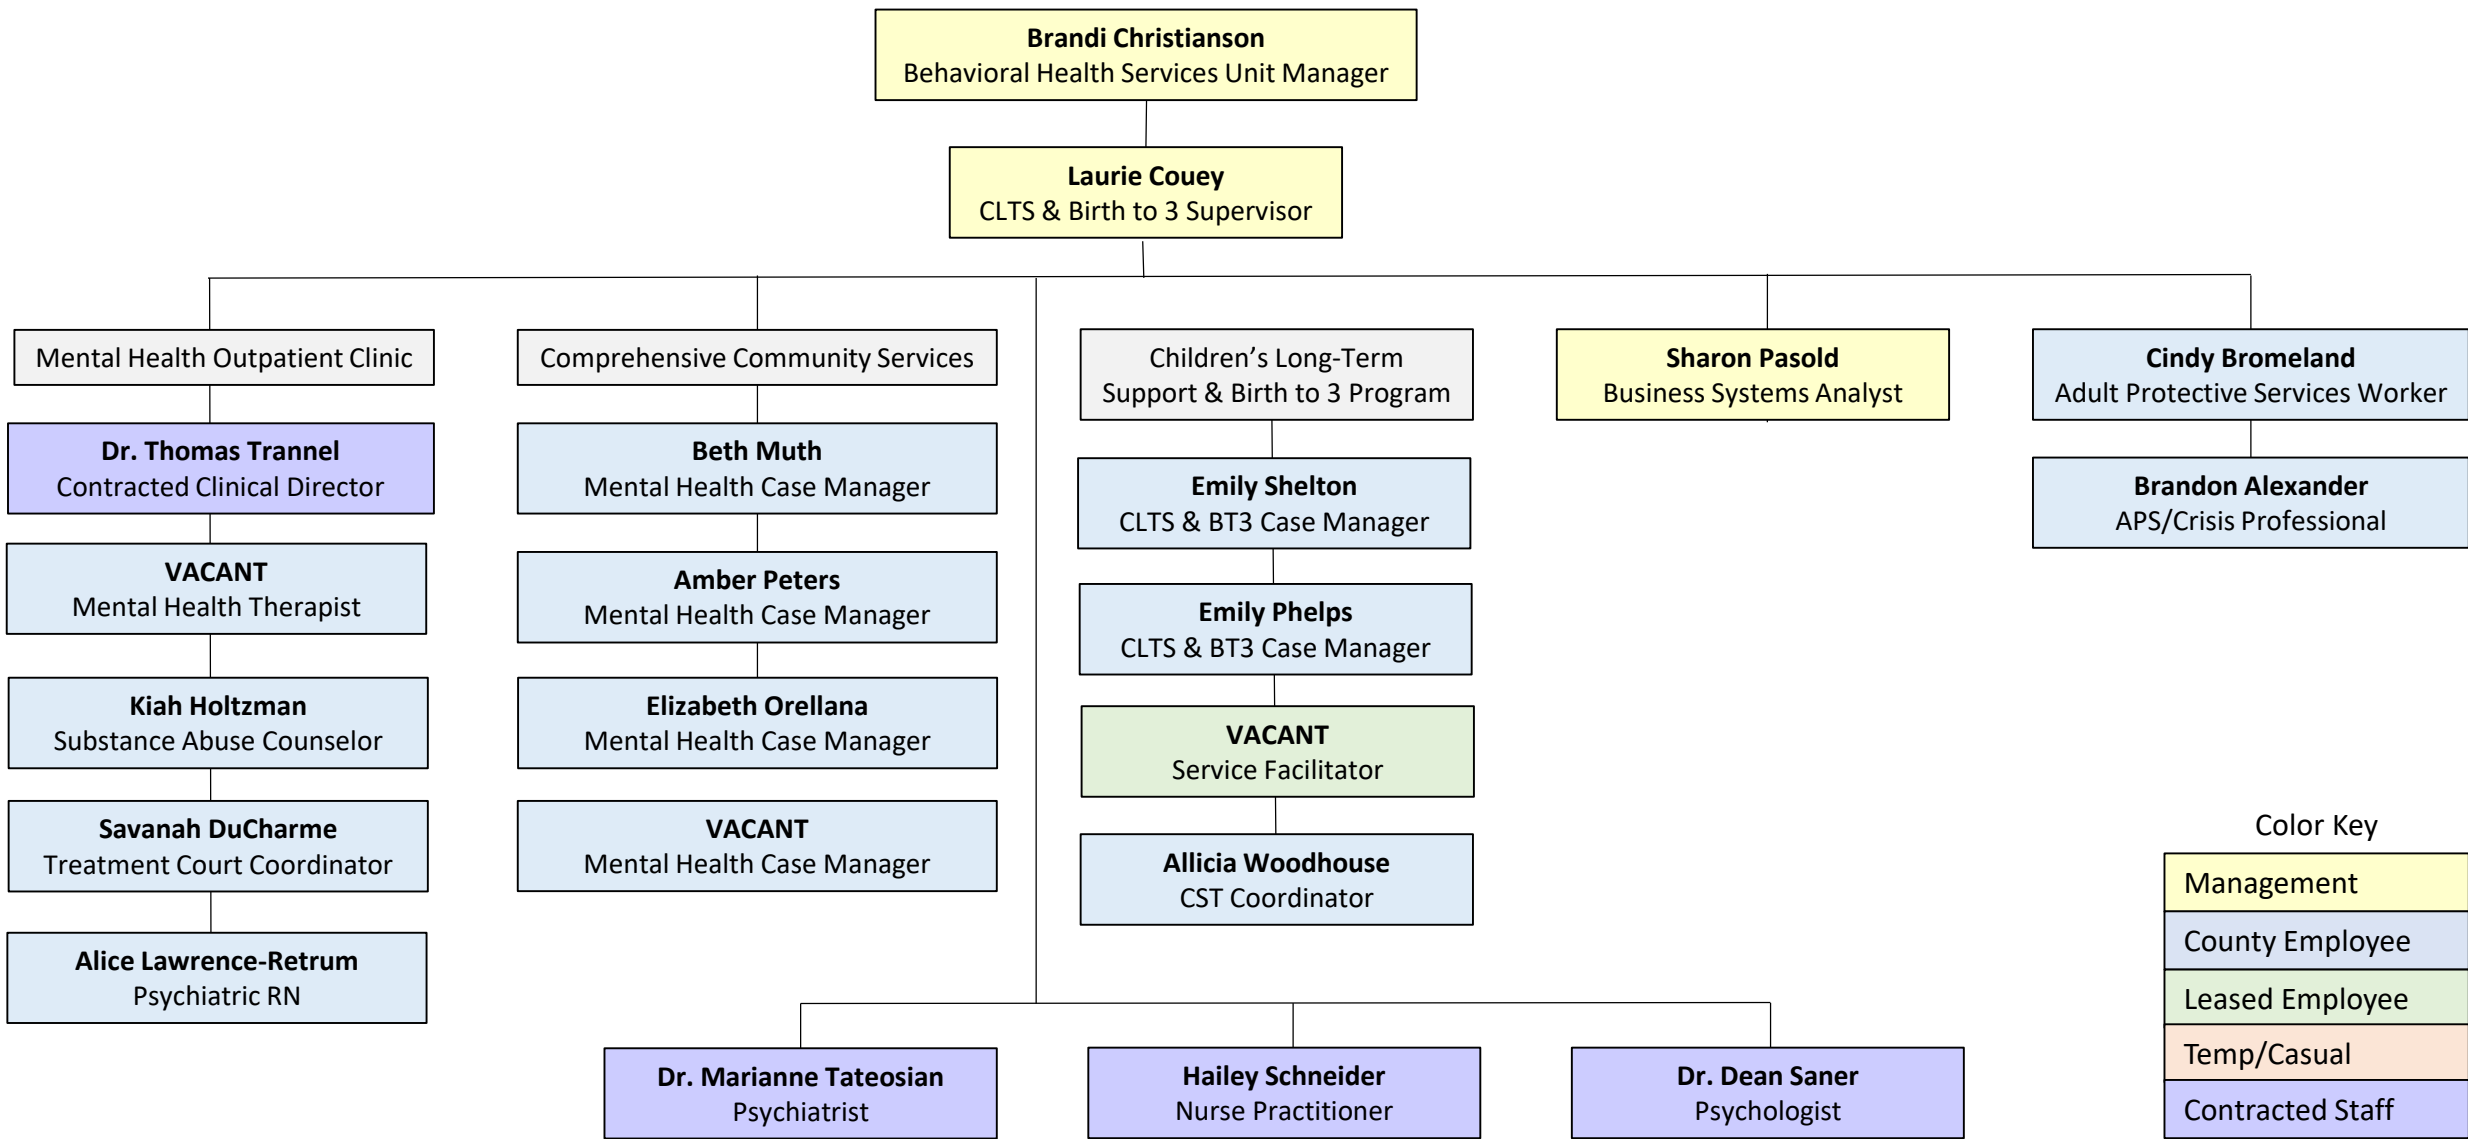 Brandi Christianson
Behavioral Health Services Unit Manager
Laurie Couey
CLTS & Birth to 3 Supervisor
Mental Health Outpatient Clinic
Dr. Thomas Trannel
Contracted Clinical Director
VACANT
Mental Health Therapist
Kiah Holtzman
Substance Abuse Counselor
Savanah DuCharme
Treatment Court Coordinator
Alice Lawrence-Retrum
Psychiatric RN
Comprehensive Community Services
Beth Muth
Mental Health Case Manager
Amber Peters
Mental Health Case Manager
Elizabeth Orellana
Mental Health Case Manager
VACANT
Mental Health Case Manager
Children’s Long-Term
Support & Birth to 3 Program
Emily Shelton
CLTS & BT3 Case Manager
Emily Phelps
CLTS & BT3 Case Manager
VACANT
Service Facilitator
Allicia Woodhouse
CST Coordinator
Sharon Pasold
Business Systems Analyst
Cindy Bromeland
Adult Protective Services Worker
Brandon Alexander
APS/Crisis Professional
Dr. Marianne Tateosian
Psychiatrist
Hailey Schneider
Nurse Practitioner
Dr. Dean Saner
Psychologist
Color Key
Management
County Employee
Leased Employee
Temp/Casual
Contracted Staff